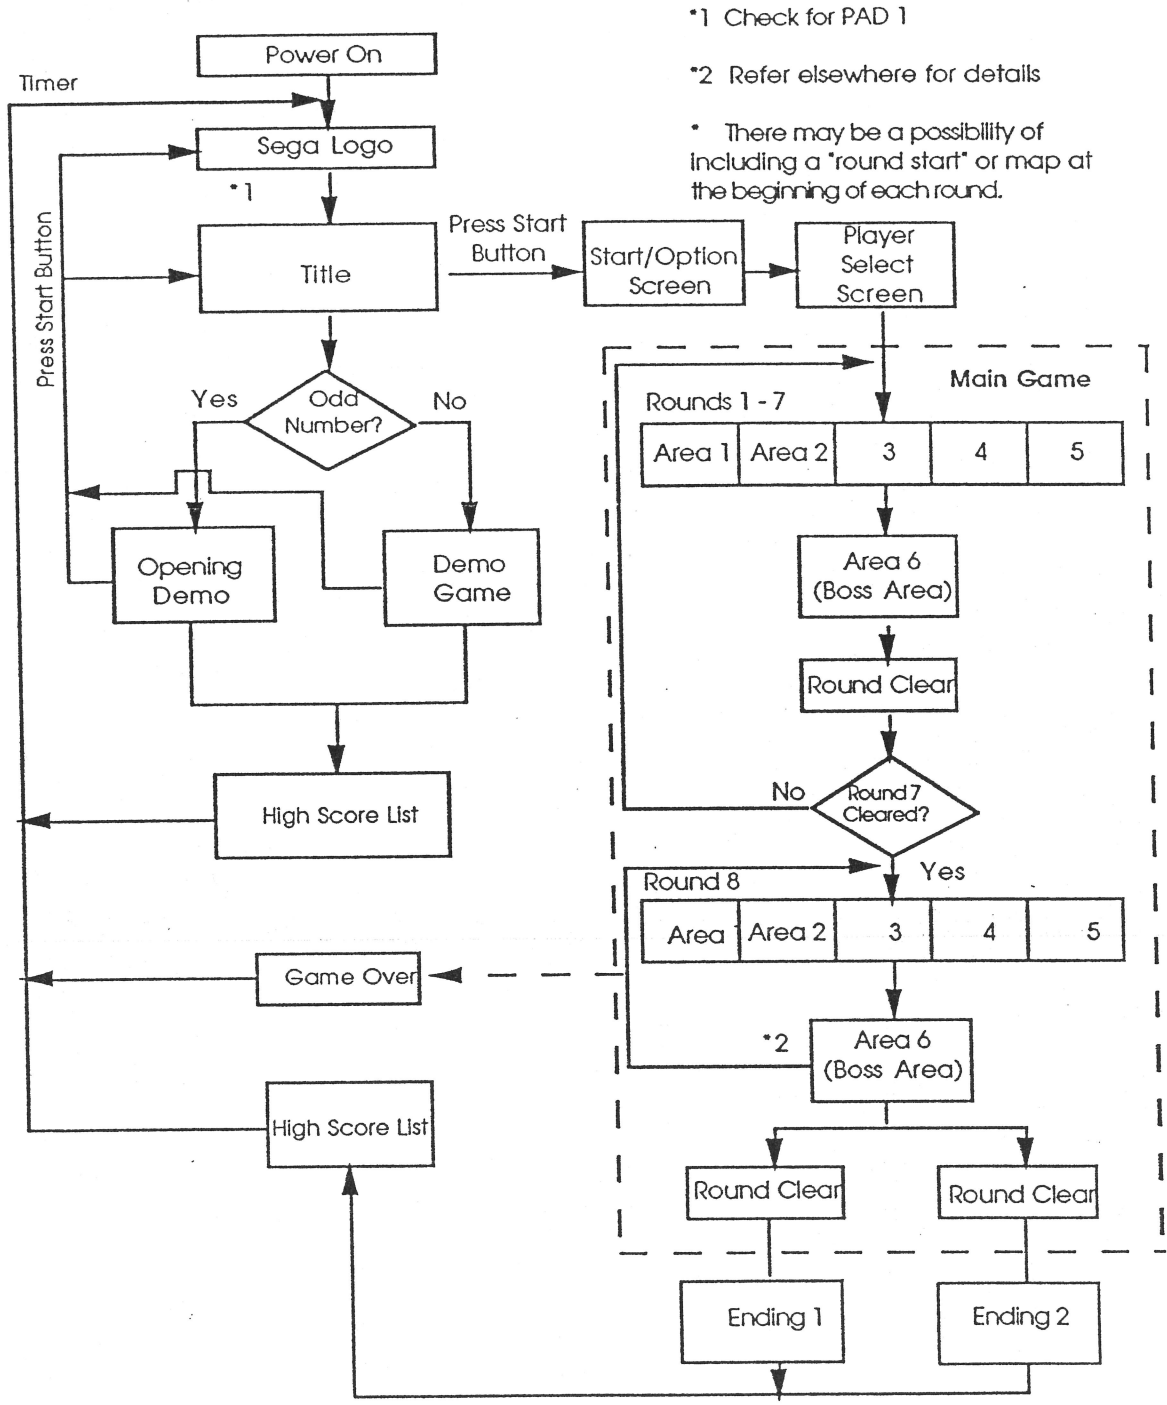 *1 Check for PAD 1
*2 Refer elsewhere for details
* There may be a possibility of
including a "round start" or map at
the beginning of each round.
Power On
Timer
Sega Logo
*1
Press Start Button
Title
Press Start
Button
Start/Option
Screen
Player
Select
Screen
Main Game
Yes
Odd
Number?
No
Rounds 1 - 7
Area 1
Area 2
3
4
5
Opening
Demo
Demo
Game
Area 6
(Boss Area)
Round Clear
No
Round 7
Cleared?
High Score List
Yes
Round 8
Area
Area 2
3
4
5
Game Over
*2
Area 6
(Boss Area)
High Score List
Round Clear
Round Clear
Ending 1
Ending 2